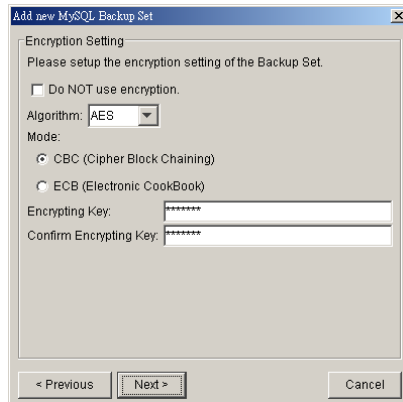 Add new MySQL Backup Set
Encryption Setting
Please setup the encryption setting of the Backup Set.
Do NOT use encryption.
Algorithm: AES
Mode:
CBC (Cipher Block Chaining)
ECB (Electronic CookBook)
Encrypting Key: *******
Confirm Encrypting Key: *******
< Previous Next > Cancel